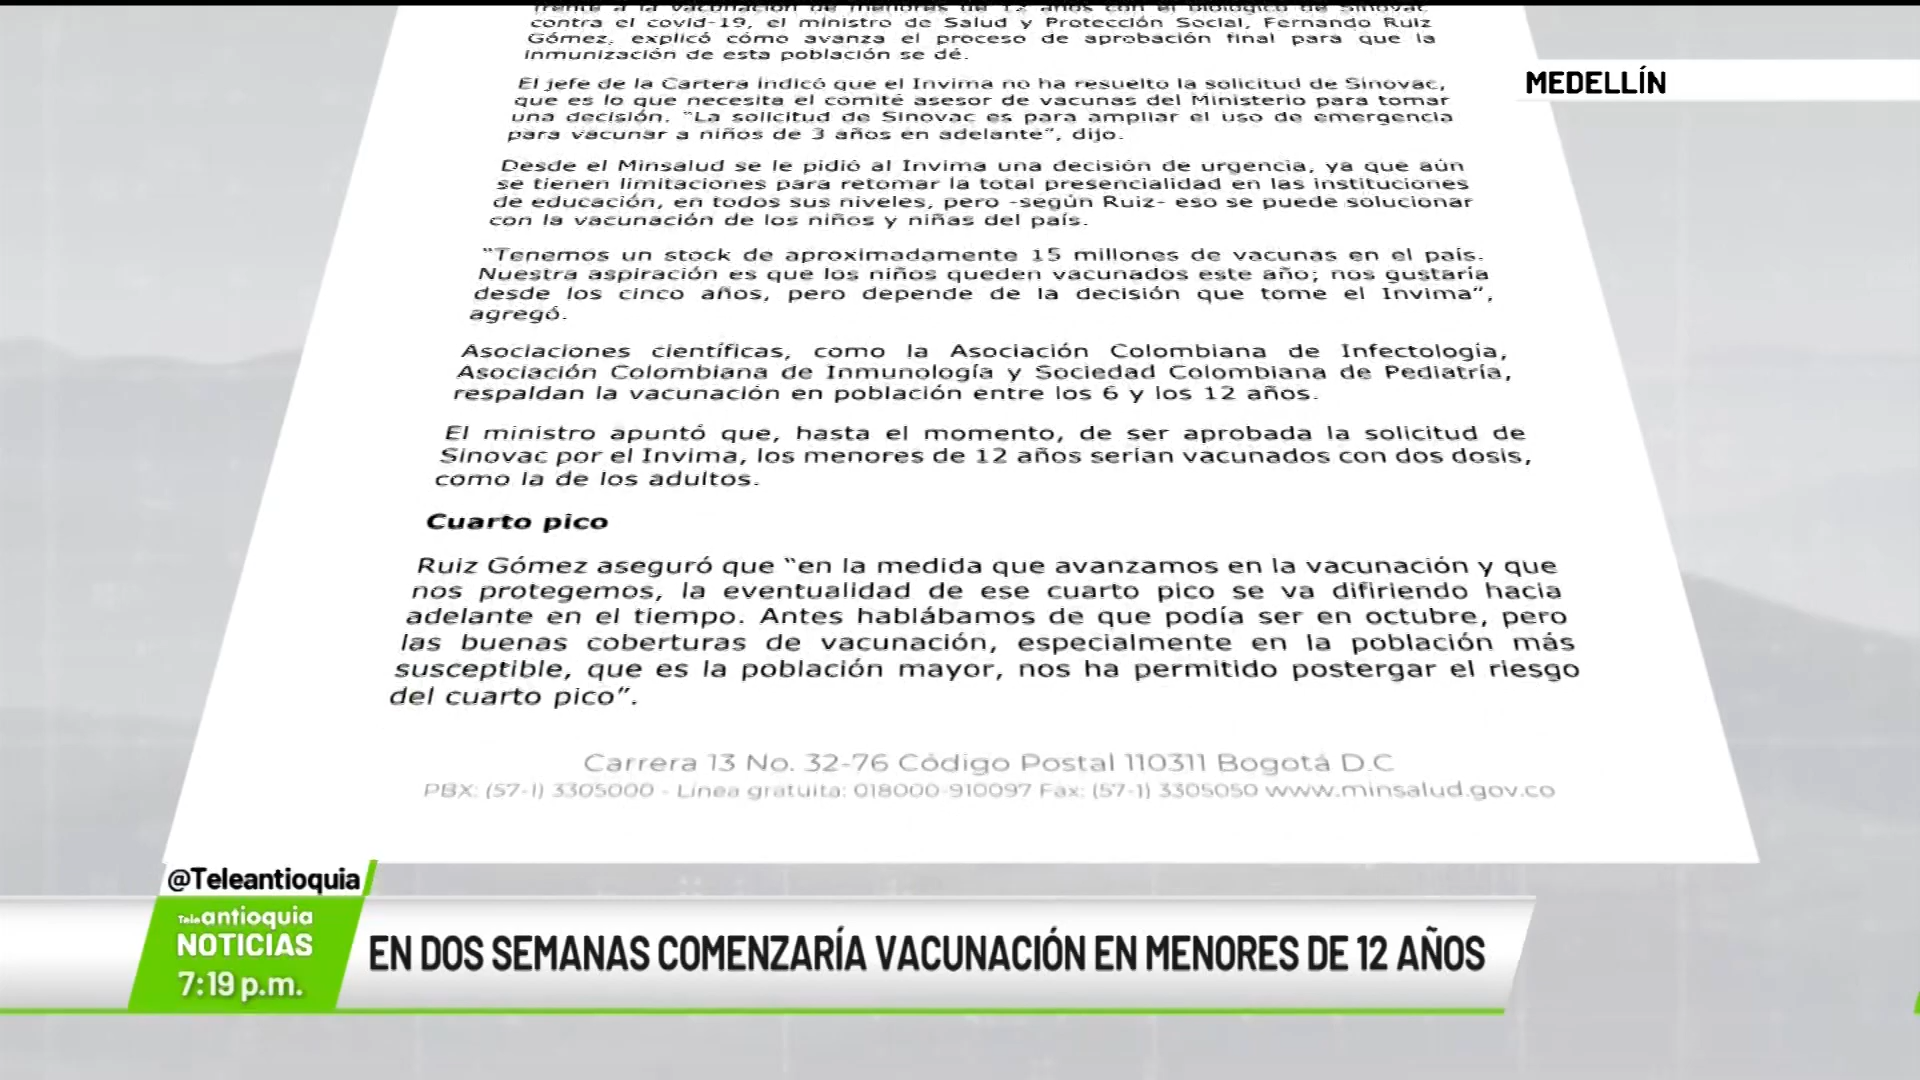 frente a la vacunación de menores de 12 años con el biológico de Sinovac
contra el covid-19, el ministro de Salud y Protección Social, Fernando Ruiz
Gómez, explicó cómo avanza el proceso de aprobación final para que la
inmunización de esta población se dé.
El jefe de la Cartera indicó que el Invima no ha resuelto la solicitud de Sinovac,
que es lo que necesita el comité asesor de vacunas del Ministerio para tomar
una decisión. “La solicitud de Sinovac es para ampliar el uso de emergencia
para vacunar a niños de 3 años en adelante”, dijo.
Desde el Minsalud se le pidió al Invima una decisión de urgencia, ya que aún
se tienen limitaciones para retomar la total presencialidad en las instituciones
de educación, en todos sus niveles, pero -según Ruiz- eso se puede solucionar
con la vacunación de los niños y niñas del país.
“Tenemos un stock de aproximadamente 15 millones de vacunas en el país.
Nuestra aspiración es que los niños queden vacunados este año; nos gustaría
desde los cinco años, pero depende de la decisión que tome el Invima”,
agregó.
Asociaciones científicas, como la Asociación Colombiana de Infectología,
Asociación Colombiana de Inmunología y Sociedad Colombiana de Pediatría,
respaldan la vacunación en población entre los 6 y los 12 años.
El ministro apuntó que, hasta el momento, de ser aprobada la solicitud de
Sinovac por el Invima, los menores de 12 años serían vacunados con dos dosis,
como la de los adultos.
Cuarto pico
Ruiz Gómez aseguró que “en la medida que avanzamos en la vacunación y que
nos protegemos, la eventualidad de ese cuarto pico se va difiriendo hacia
adelante en el tiempo. Antes hablábamos de que podía ser en octubre, pero
las buenas coberturas de vacunación, especialmente en la población más
susceptible, que es la población mayor, nos ha permitido postergar el riesgo
del cuarto pico”.
Carrera 13 No. 32-76 Código Postal 110311 Bogotá D.C
PBX: (57-1) 3305000 - Línea gratuita: 018000-910097 Fax: (57-1) 3305050 www.minsalud.gov.co
MEDELLÍN
@Teleantioquia
Teleantioquia
NOTICIAS
7:19 p.m.
EN DOS SEMANAS COMENZARÍA VACUNACIÓN EN MENORES DE 12 AÑOS